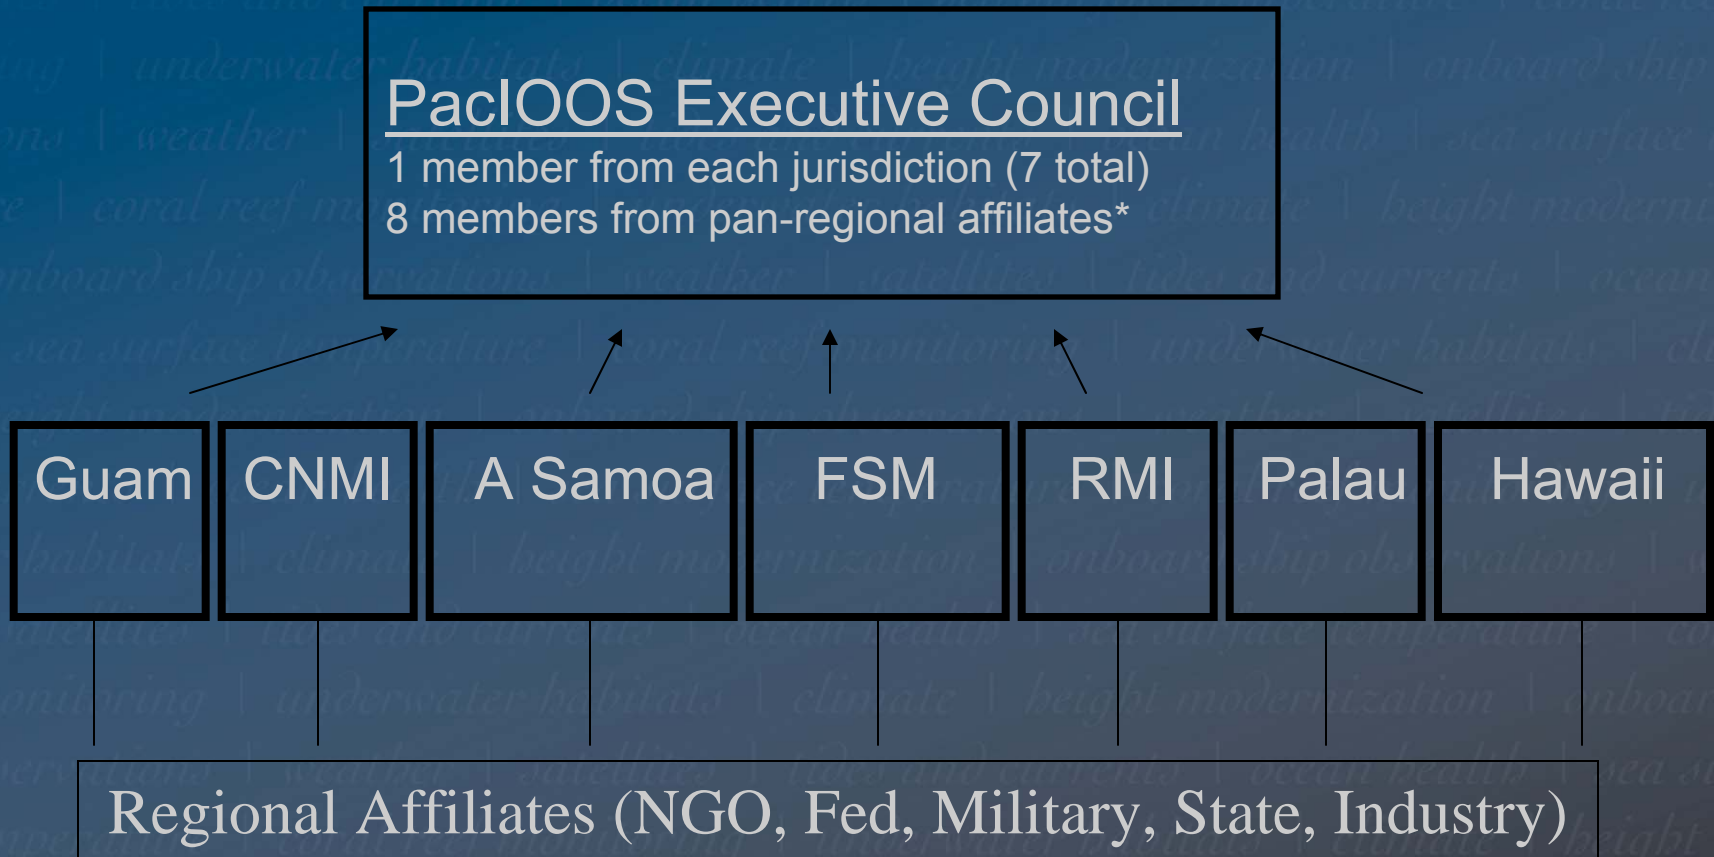 PacIOOS Executive Council
1 member from each jurisdiction (7 total)
8 members from pan-regional affiliates*
Guam CNMI A Samoa FSM RMI Palau Hawaii
Regional Affiliates (NGO, Fed, Military, State, Industry)